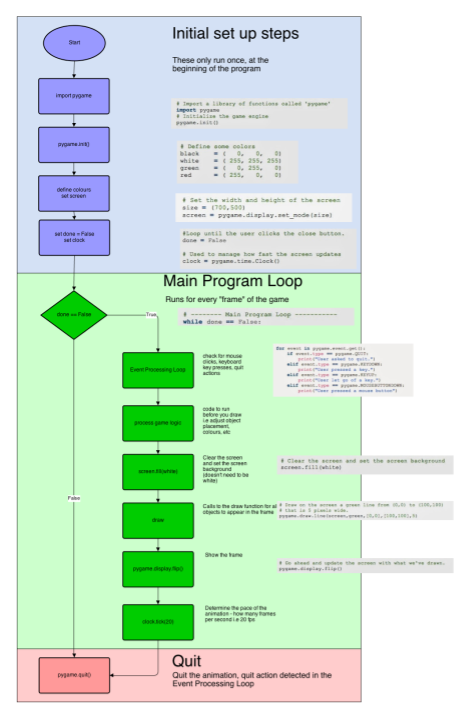 Initial set up steps
Start
These only run once, at the
beginning of the program
import pygame
# Import a library of functions called 'pygame'
import pygame
# Initialize the game engine
pygame.init()
pygame.init()
# Define some colors
black = ( 0, 0, 0)
white = ( 255, 255, 255)
green = ( 0, 0, 0)
red = ( 255, 0, 0)
define colours
set screen
# Set the width and height of the screen
size = (700,500)
screen = pygame.display.set_mode(size)
set done = False
set clock
#Loop until the user clicks the close button.
done = False
# Used to manage how fast the screen updates
clock = pygame.time.Clock()
Main Program Loop
Runs for every "frame" of the game
done == False
True
# -------- Main Program Loop -----------
while done == False:
Event Processing Loop
check for mouse
clicks, keyboard
key presses, quit
actions
for event in pygame.event.get():
if event.type == pygame.QUIT:
print("User asked to quit.")
elif event.type == pygame.KEYDOWN:
print("User pressed a key.")
elif event.type == pygame.KEYUP:
print("User let go of a key.")
elif event.type == pygame.MOUSEBUTTONDOWN:
print("User pressed a mouse button")
process game logic
code to run
before you draw
i.e adjust object
placement,
colours, etc
screen.fill(white)
Clear the screen
and set the screen
background
(doesn't need to be
white)
# Clear the screen and set the screen background
screen.fill(white)
False
draw
Calls to the draw function for all
objects to appear in the frame
# Draw on the screen a green line from (0,0) to (100,100)
# that is 5 pixels wide.
pygame.draw.line(screen,green,[0,0],[100,100],5)
Show the frame
pygame.display.flip()
# Go ahead and update the screen with what we've drawn.
pygame.display.flip()
clock.tick(20)
Determine the pace of the
animation - how many frames
per second i.e 20 fps
Quit
pygame.quit()
Quit the animation, quit action detected in the
Event Processing Loop